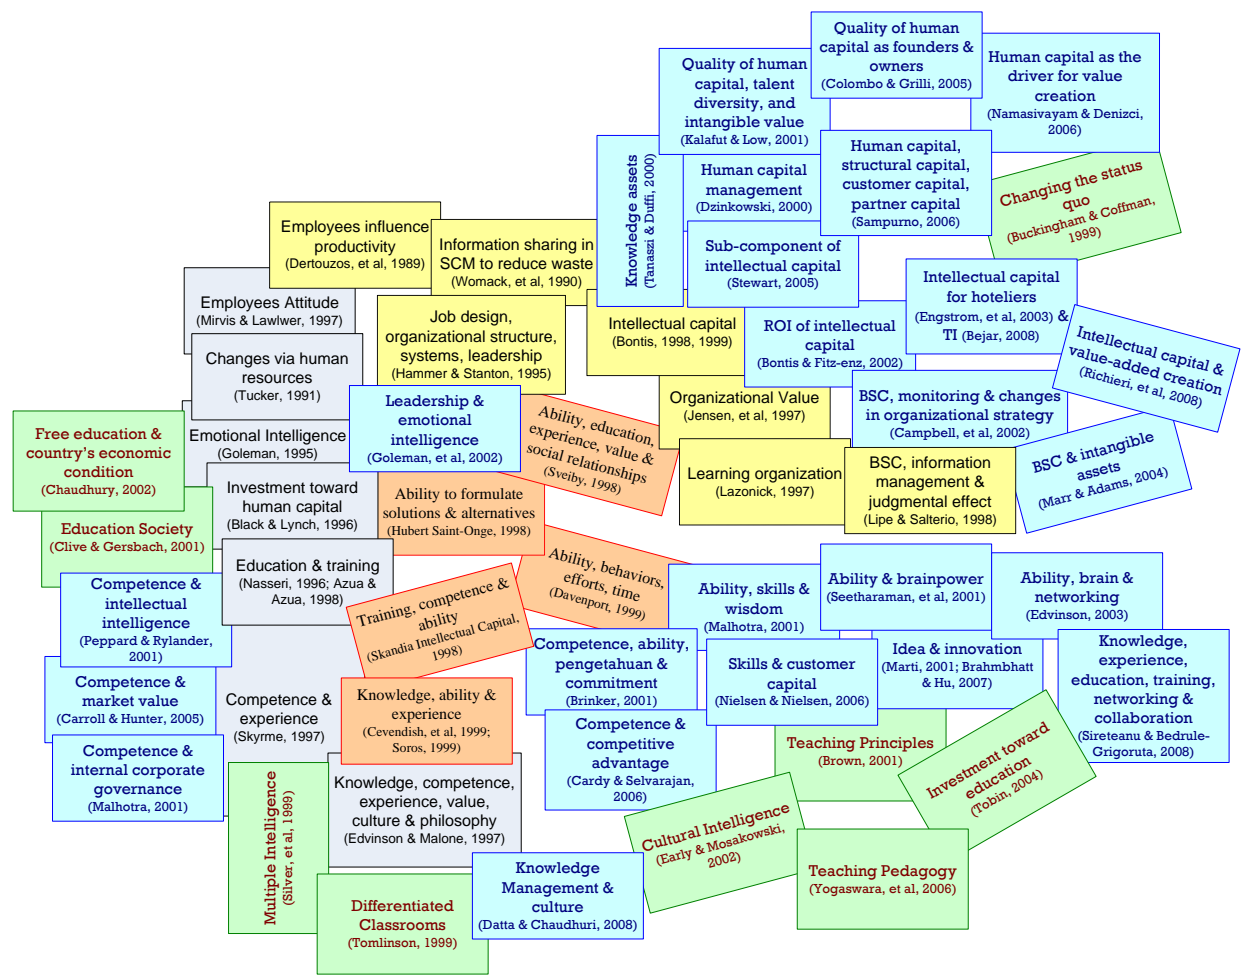 Quality of human
capital as founders &
owners
(Colombo & Grilli, 2005)
Quality of human
capital, talent
diversity, and
intangible value
(Kalafut & Low, 2001)
Human capital as the
driver for value
creation
(Namasivayam & Denizci,
2006)
Knowledge assets
(Tanaszi & Duffi, 2000)
Human capital
management
(Dzinkowski, 2000)
Human capital,
structural capital,
customer capital,
partner capital
(Sampurno, 2006)
Changing the status
quo
(Buckingham & Coffman,
1999)
Employees influence
productivity
(Dertouzos, et al, 1989)
Information sharing in
SCM to reduce waste
(Womack, et al, 1990)
Sub-component of
intellectual capital
(Stewart, 2005)
Intellectual capital
for hoteliers
(Engstrom, et al, 2003) &
TI (Bejar, 2008)
Employees Attitude
(Mirvis & Lawlwer, 1997)
Job design,
organizational structure,
systems, leadership
(Hammer & Stanton, 1995)
Intellectual capital
(Bontis, 1998, 1999)
ROI of intellectual
capital
(Bontis & Fitz-enz, 2002)
Intellectual capital &
value-added creation
(Richieri, et al, 2008)
Changes via human
resources
(Tucker, 1991)
Leadership &
emotional
intelligence
(Goleman, et al, 2002)
Ability, education,
experience, value &
social relationships
(Sveiby, 1998)
Organizational Value
(Jensen, et al, 1997)
BSC, monitoring & changes
in organizational strategy
(Campbell, et al, 2002)
Free education &
country's economic
condition
(Chaudhury, 2002)
Emotional Intelligence
(Goleman, 1995)
Learning organization
(Lazonick, 1997)
BSC, information
management &
judgmental effect
(Lipe & Salterio, 1998)
BSC & intangible
assets
(Marr & Adams, 2004)
Investment toward
human capital
(Black & Lynch, 1996)
Ability to formulate
solutions & alternatives
(Hubert Saint-Onge, 1998)
Education Society
(Clive & Gersbach, 2001)
Education & training
(Nasseri, 1996; Azua &
Azua, 1998)
Ability, behaviors,
efforts, time
(Davenport, 1999)
Competence &
intellectual
intelligence
(Peppard & Rylander,
2001)
Training, competence &
ability
(Skandia Intellectual Capital,
1998)
Ability, skills &
wisdom
(Malhotra, 2001)
Ability & brainpower
(Seetharaman, et al, 2001)
Ability, brain &
networking
(Edvinson, 2003)
Competence, ability,
pengetahuan &
commitment
(Brinker, 2001)
Skills & customer
capital
(Nielsen & Nielsen, 2006)
Idea & innovation
(Marti, 2001; Brahmbhatt
& Hu, 2007)
Knowledge,
experience,
education, training,
networking &
collaboration
(Sireteanu & Bedrule-
Grigoruta, 2008)
Competence &
market value
(Carroll & Hunter, 2005)
Competence &
experience
(Skyrme, 1997)
Knowledge, ability &
experience
(Cevendish, et al, 1999;
Soros, 1999)
Competence &
competitive
advantage
(Cardy & Selvarajan,
2006)
Teaching Principles
(Brown, 2001)
Investment toward
education
(Tobin, 2004)
Competence &
internal corporate
governance
(Malhotra, 2001)
Multiple Intelligence
(Silver, et al, 1999)
Knowledge, competence,
experience, value,
culture & philosophy
(Edvinson & Malone, 1997)
Cultural Intelligence
(Early & Mosakowski,
2002)
Teaching Pedagogy
(Yogaswara, et al, 2006)
Differentiated
Classrooms
(Tomlinson, 1999)
Knowledge
Management &
culture
(Datta & Chaudhuri, 2008)